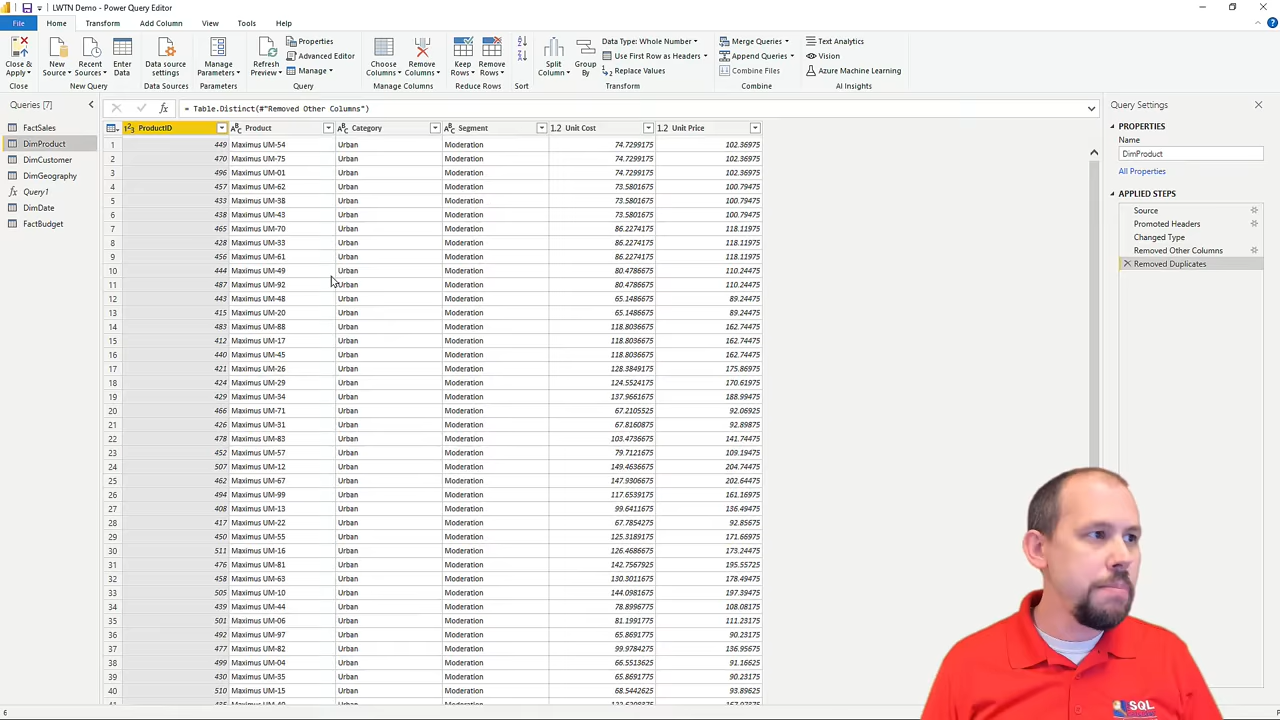 LWTN Demo - Power Query Editor
File
Home
Transform
Add Column
View
Tools
Help
Close & Apply
New Source
Recent Sources
Enter Data
Data source settings
Manage Parameters
Refresh Preview
Properties
Advanced Editor
Manage
Choose Columns
Remove Columns
Keep Rows
Remove Rows
Split Column
Group By
Data Type: Whole Number
Use First Row as Headers
Replace Values
Merge Queries
Append Queries
Combine Files
Text Analytics
Vision
Azure Machine Learning
Close
New Query
Data Sources
Parameters
Query
Manage Columns
Reduce Rows
Sort
Transform
Combine
AI Insights
Queries [7]
FactSales
DimProduct
DimCustomer
DimGeography
Query1
DimDate
FactBudget
= Table.Distinct(#"Removed Other Columns")
ProductID Product Category Segment Unit Cost Unit Price
1 449 Maximus UM-54 Urban Moderation 74.7299175 102.36975
2 470 Maximus UM-75 Urban Moderation 74.7299175 102.36975
3 496 Maximus UM-01 Urban Moderation 74.7299175 102.36975
4 457 Maximus UM-62 Urban Moderation 73.5801675 100.79475
5 433 Maximus UM-38 Urban Moderation 73.5801675 100.79475
6 438 Maximus UM-43 Urban Moderation 73.5801675 100.79475
7 465 Maximus UM-70 Urban Moderation 86.2274175 118.11975
8 428 Maximus UM-33 Urban Moderation 86.2274175 118.11975
9 456 Maximus UM-61 Urban Moderation 86.2274175 118.11975
10 444 Maximus UM-49 Urban Moderation 80.4786675 110.24475
11 487 Maximus UM-92 Urban Moderation 80.4786675 110.24475
12 443 Maximus UM-48 Urban Moderation 65.1486675 89.24475
13 415 Maximus UM-20 Urban Moderation 65.1486675 89.24475
14 483 Maximus UM-88 Urban Moderation 118.8036675 162.74475
15 412 Maximus UM-17 Urban Moderation 118.8036675 162.74475
16 440 Maximus UM-45 Urban Moderation 118.8036675 162.74475
17 421 Maximus UM-26 Urban Moderation 128.3849175 175.86975
18 424 Maximus UM-29 Urban Moderation 124.5524175 170.61975
19 429 Maximus UM-34 Urban Moderation 137.9661675 188.99475
20 466 Maximus UM-71 Urban Moderation 67.2105525 92.06925
21 426 Maximus UM-31 Urban Moderation 67.8160875 92.89875
22 478 Maximus UM-83 Urban Moderation 103.4736675 141.74475
23 452 Maximus UM-57 Urban Moderation 79.7121675 109.19475
24 507 Maximus UM-12 Urban Moderation 149.4636675 204.74475
25 462 Maximus UM-67 Urban Moderation 147.9306675 202.64475
26 494 Maximus UM-99 Urban Moderation 117.6539175 161.16975
27 408 Maximus UM-13 Urban Moderation 99.6411675 136.49475
28 417 Maximus UM-22 Urban Moderation 67.7854275 92.85675
29 450 Maximus UM-55 Urban Moderation 125.3189175 171.66975
30 511 Maximus UM-16 Urban Moderation 126.4686675 173.24475
31 476 Maximus UM-81 Urban Moderation 142.7567925 195.55725
32 458 Maximus UM-63 Urban Moderation 130.3011675 178.49475
33 505 Maximus UM-10 Urban Moderation 144.0981675 197.39475
34 439 Maximus UM-44 Urban Moderation 78.8996775 108.08175
35 501 Maximus UM-06 Urban Moderation 81.1991775 111.23175
36 492 Maximus UM-97 Urban Moderation 65.8691775 90.23175
37 477 Maximus UM-82 Urban Moderation 99.9784275 136.95675
38 499 Maximus UM-04 Urban Moderation 66.5513625 91.16625
39 430 Maximus UM-35 Urban Moderation 65.8691775 90.23175
40 510 Maximus UM-15 Urban Moderation 68.5442625 93.89625
Query Settings
PROPERTIES
Name
DimProduct
All Properties
APPLIED STEPS
Source
Promoted Headers
Changed Type
Removed Other Columns
Removed Duplicates
SQL